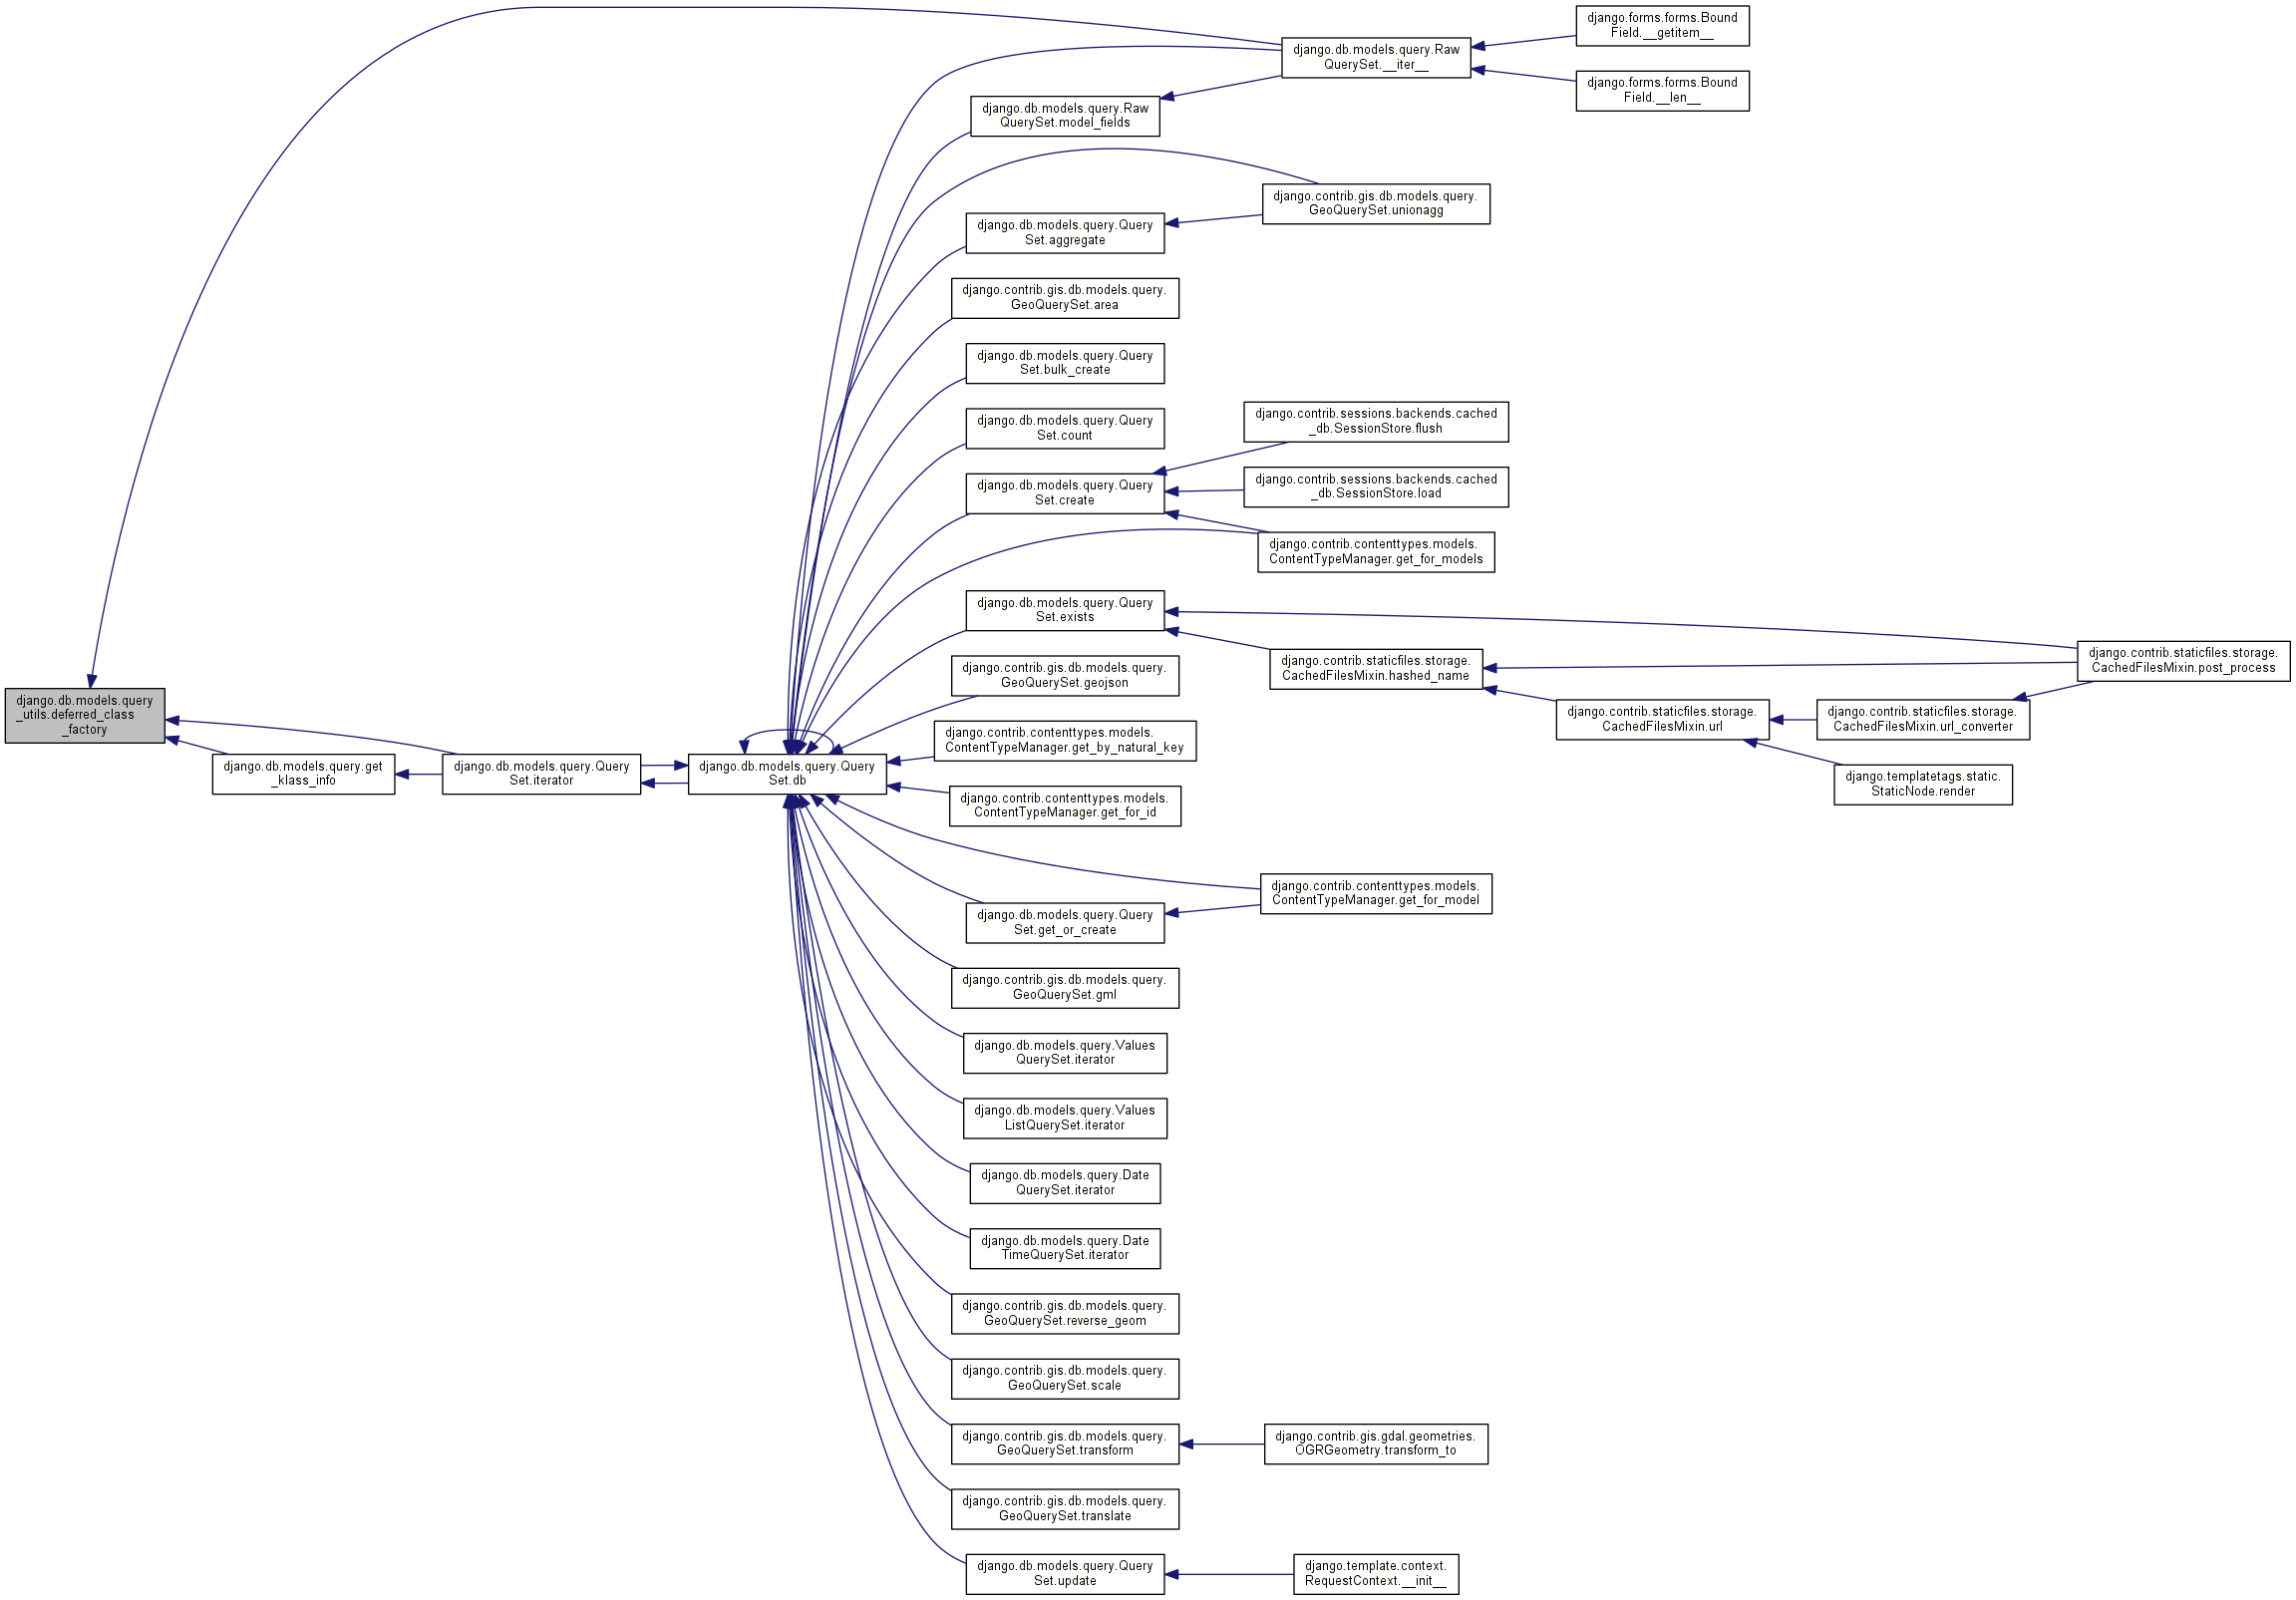 django.db.models.query
_utils.deferred_class
_factory
django.db.models.query.get
_klass_info
django.db.models.query.Query
Set.iterator
django.db.models.query.Query
Set.db
django.db.models.query.Raw
QuerySet.__iter__
django.forms.forms.Bound
Field.__getitem__
django.forms.forms.Bound
Field.__len__
django.db.models.query.Raw
QuerySet.model_fields
django.contrib.gis.db.models.query.
GeoQuerySet.unionagg
django.db.models.query.Query
Set.aggregate
django.contrib.gis.db.models.query.
GeoQuerySet.area
django.db.models.query.Query
Set.bulk_create
django.db.models.query.Query
Set.count
django.db.models.query.Query
Set.create
django.contrib.sessions.backends.cached
_db.SessionStore.flush
django.contrib.sessions.backends.cached
_db.SessionStore.load
django.contrib.contenttypes.models.
ContentTypeManager.get_for_models
django.db.models.query.Query
Set.exists
django.contrib.staticfiles.storage.
CachedFilesMixin.hashed_name
django.contrib.staticfiles.storage.
CachedFilesMixin.post_process
django.contrib.staticfiles.storage.
CachedFilesMixin.url
django.contrib.staticfiles.storage.
CachedFilesMixin.url_converter
django.templatetags.static.
StaticNode.render
django.contrib.gis.db.models.query.
GeoQuerySet.geojson
django.contrib.contenttypes.models.
ContentTypeManager.get_by_natural_key
django.contrib.contenttypes.models.
ContentTypeManager.get_for_id
django.contrib.contenttypes.models.
ContentTypeManager.get_for_model
django.db.models.query.Query
Set.get_or_create
django.contrib.gis.db.models.query.
GeoQuerySet.gml
django.db.models.query.Values
QuerySet.iterator
django.db.models.query.Values
ListQuerySet.iterator
django.db.models.query.Date
QuerySet.iterator
django.db.models.query.Date
TimeQuerySet.iterator
django.contrib.gis.db.models.query.
GeoQuerySet.reverse_geom
django.contrib.gis.db.models.query.
GeoQuerySet.scale
django.contrib.gis.db.models.query.
GeoQuerySet.transform
django.contrib.gis.gdal.geometries.
OGRGeometry.transform_to
django.contrib.gis.db.models.query.
GeoQuerySet.translate
django.db.models.query.Query
Set.update
django.template.context.
RequestContext.__init__